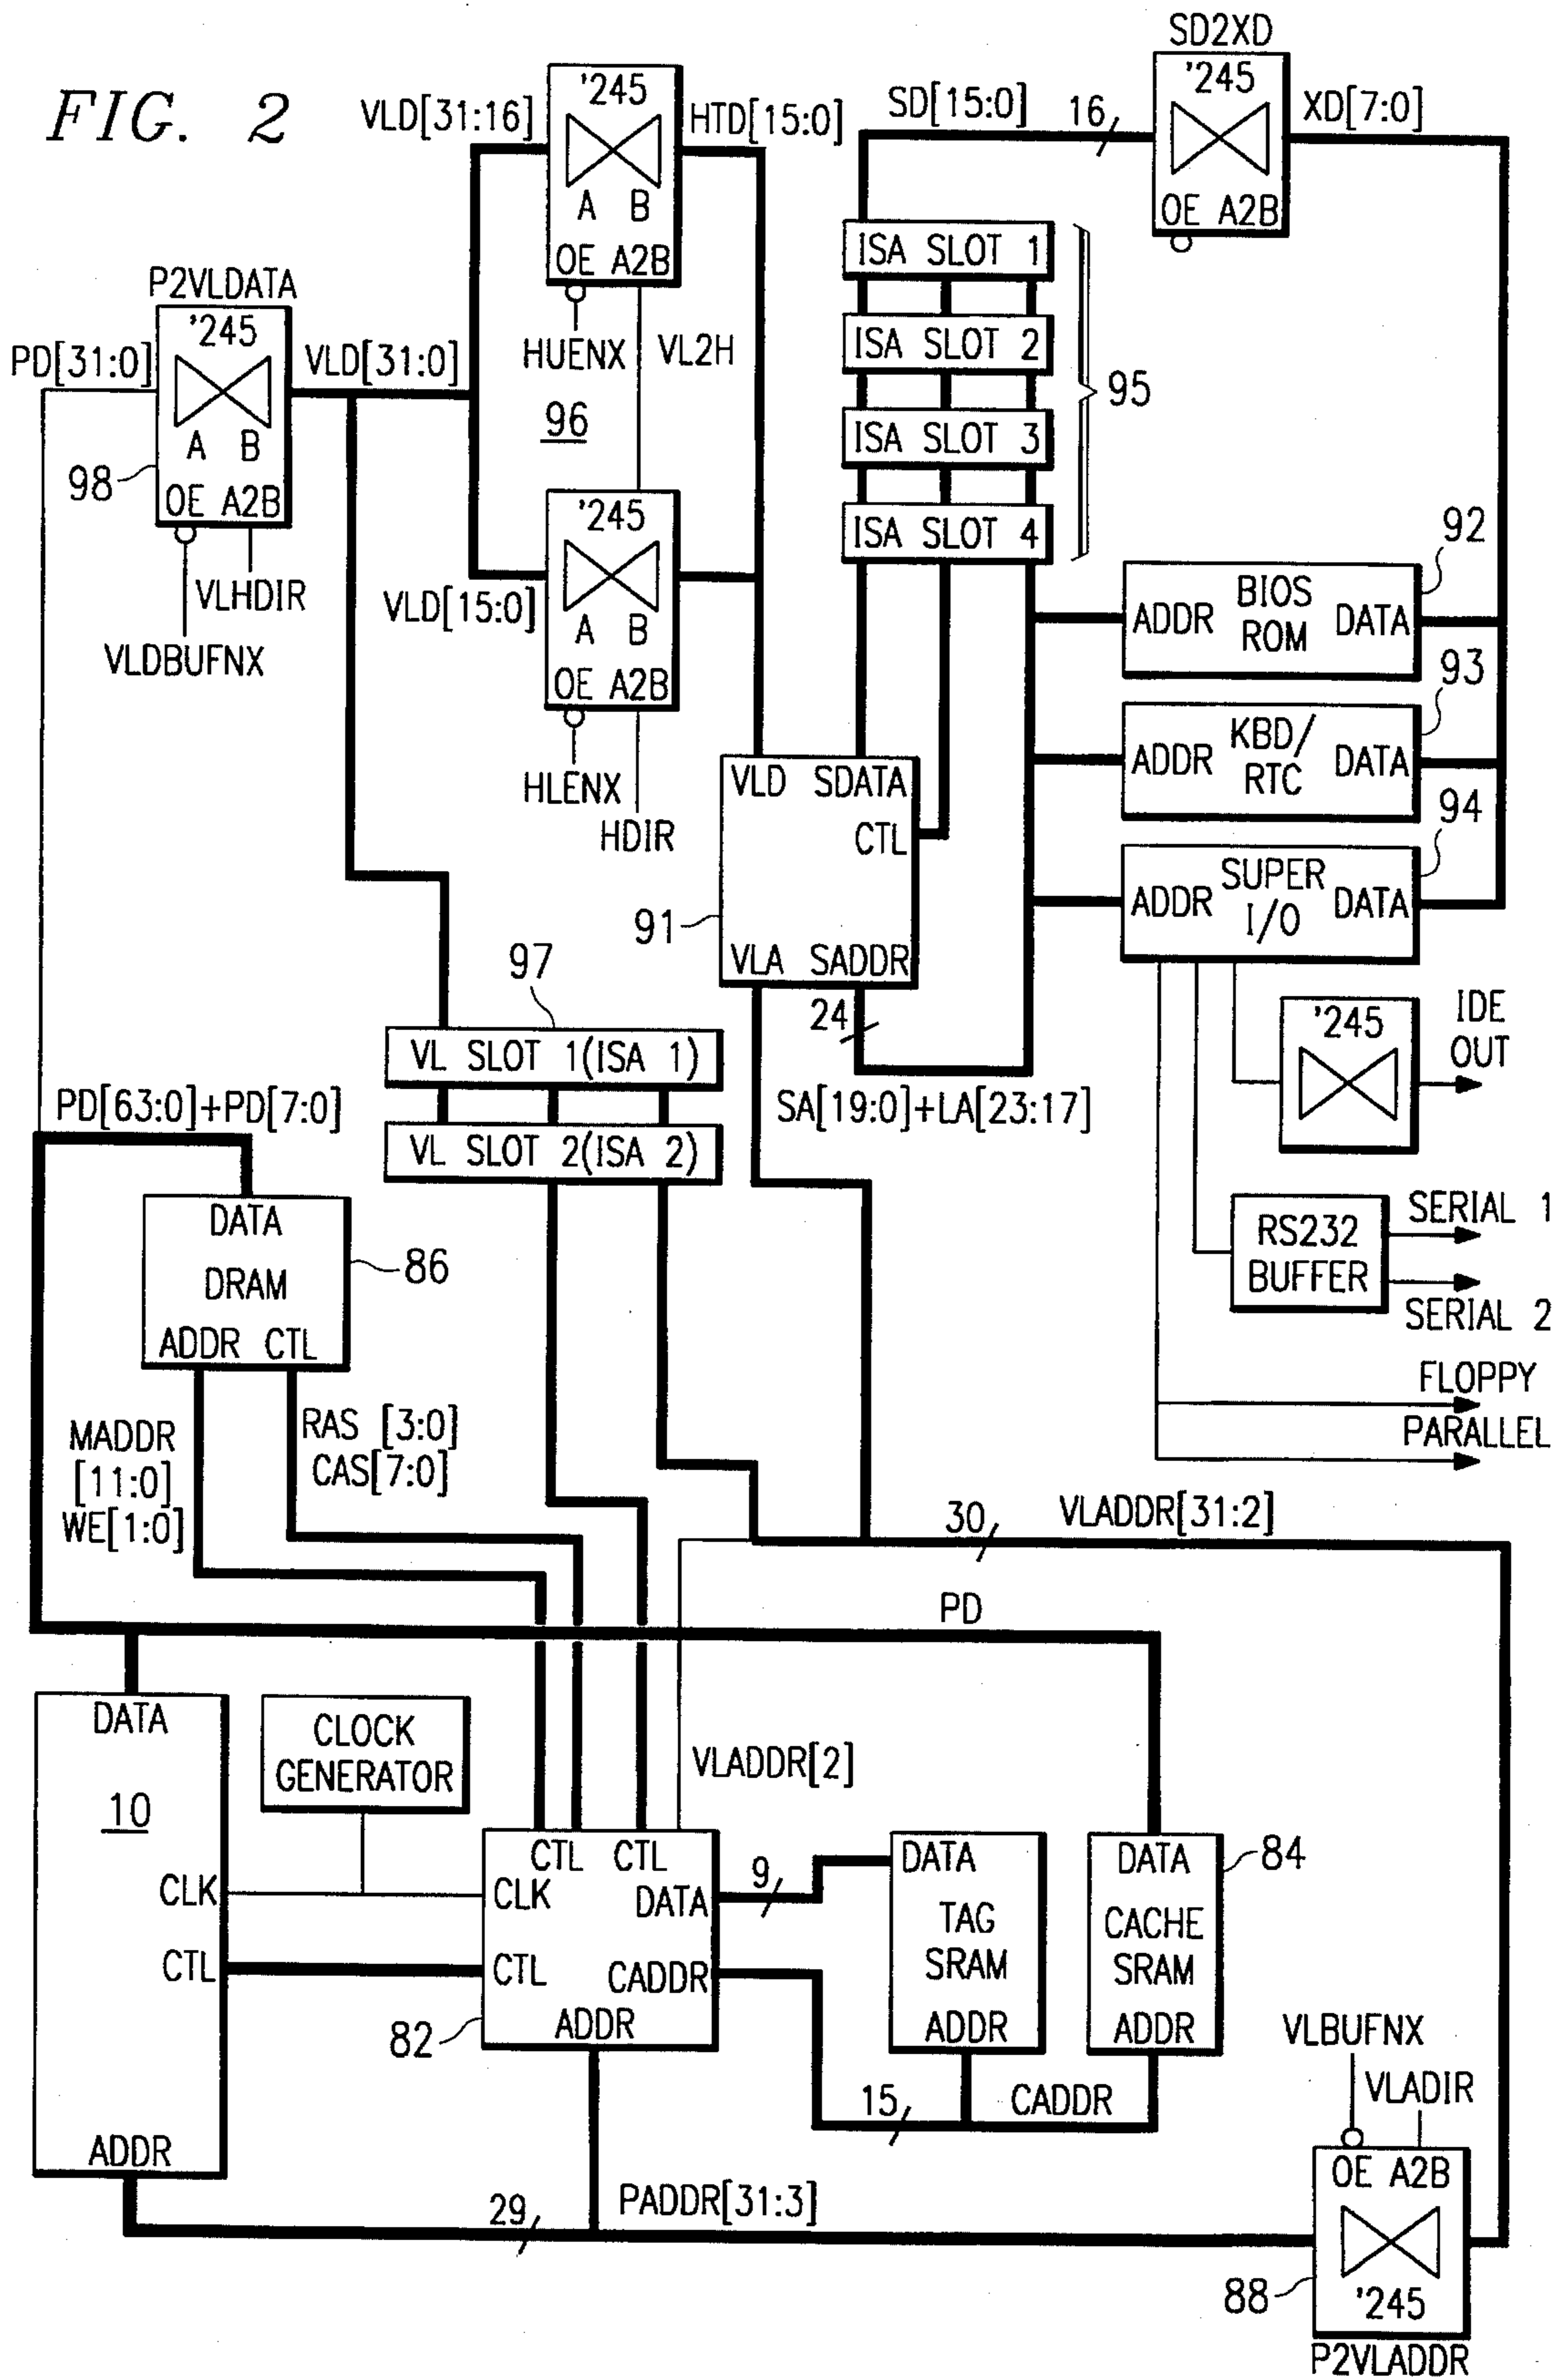 FIG. 2
SD2XD
'245
OE A2B
SD[15:0]
16
XD[7:0]
VLD[31:16]
'245
A B
OE A2B
HTD[15:0]
HUENX
VL2H
96
P2VLDATA
'245
A B
OE A2B
PD[31:0]
VLD[31:0]
98
VLHDIR
VLDBUFNX
VLD[15:0]
'245
A B
OE A2B
HLENX
HDIR
ISA SLOT 1
ISA SLOT 2
ISA SLOT 3
ISA SLOT 4
95
92
ADDR BIOS ROM DATA
93
ADDR KBD/ RTC DATA
94
ADDR SUPER I/O DATA
VLD SDATA
CTL
91
VLA SADDR
24
SA[19:0]+LA[23:17]
97
VL SLOT 1(ISA 1)
VL SLOT 2(ISA 2)
'245
IDE
OUT
RS232
BUFFER
SERIAL 1
SERIAL 2
FLOPPY
PARALLEL
PD[63:0]+PD[7:0]
DATA
DRAM
ADDR CTL
86
MADDR
[11:0]
WE[1:0]
RAS [3:0]
CAS[7:0]
30
VLADDR[31:2]
PD
DATA
10
CLK
CTL
ADDR
CLOCK
GENERATOR
VLADDR[2]
CTL CTL
CLK
DATA
CTL
CADDR
ADDR
82
9
DATA
TAG
SRAM
ADDR
DATA
CACHE
SRAM
ADDR
84
15
CADDR
29
PADDR[31:3]
VLBUFNX
VLADIR
OE A2B
'245
88
P2VLADDR